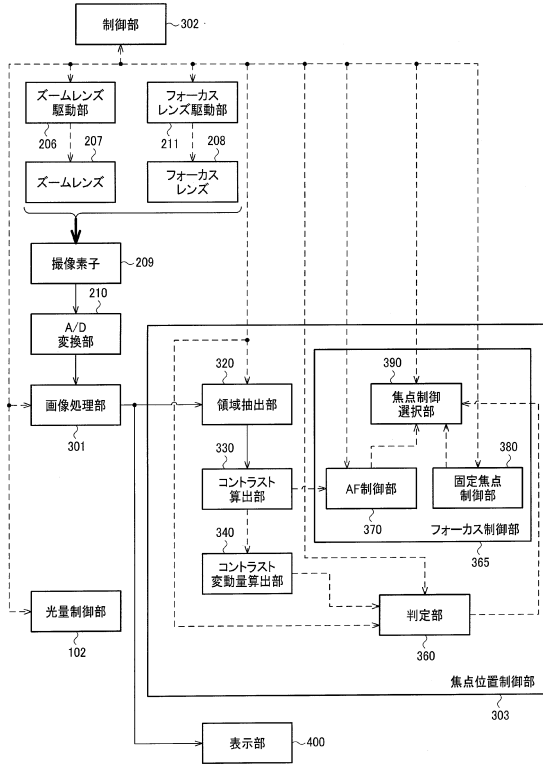 制御部
302
ズームレンズ
駆動部
206
207
ズームレンズ
フォーカス
レンズ駆動部
211
208
フォーカス
レンズ
撮像素子
209
210
A/D
変換部
画像処理部
301
320
領域抽出部
330
コントラスト
算出部
340
コントラスト
変動量算出部
390
焦点制御
選択部
AF制御部
370
380
固定焦点
制御部
フォーカス制御部
365
光量制御部
102
判定部
360
焦点位置制御部
303
表示部
400